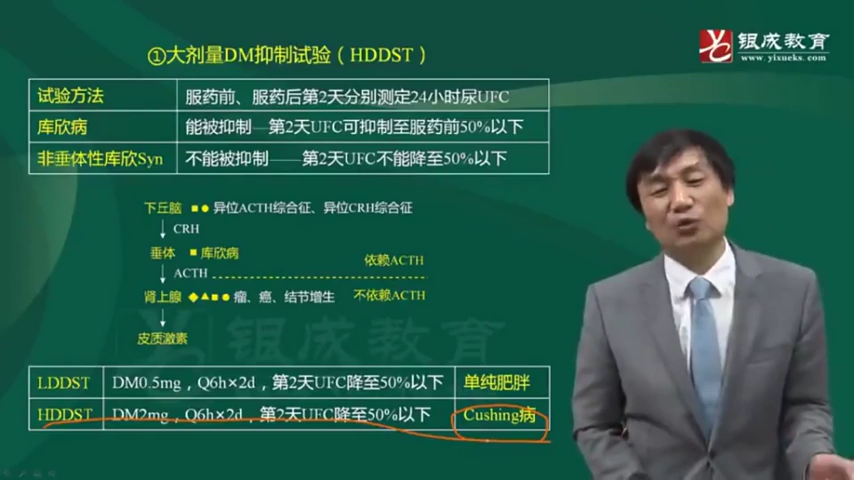 ①大剂量DM抑制试验（HDDST）
银成教育
www.yixueks.com
试验方法 服药前、服药后第2天分别测定24小时尿UFC
库欣病 能被抑制—第2天UFC可抑制至服药前50%以下
非垂体性库欣Syn 不能被抑制——第2天UFC不能降至50%以下
下丘脑 ■●异位ACTH综合征、异位CRH综合征
↓CRH
垂体 ■库欣病
依赖ACTH
↓ACTH
肾上腺 ◆▲■●瘤、癌、结节增生 不依赖ACTH
↓
皮质激素
银成教育
LDDST DM0.5mg，Q6h×2d，第2天UFC降至50%以下 单纯肥胖
HDDST DM2mg，Q6h×2d，第2天UFC降至50%以下 Cushing病